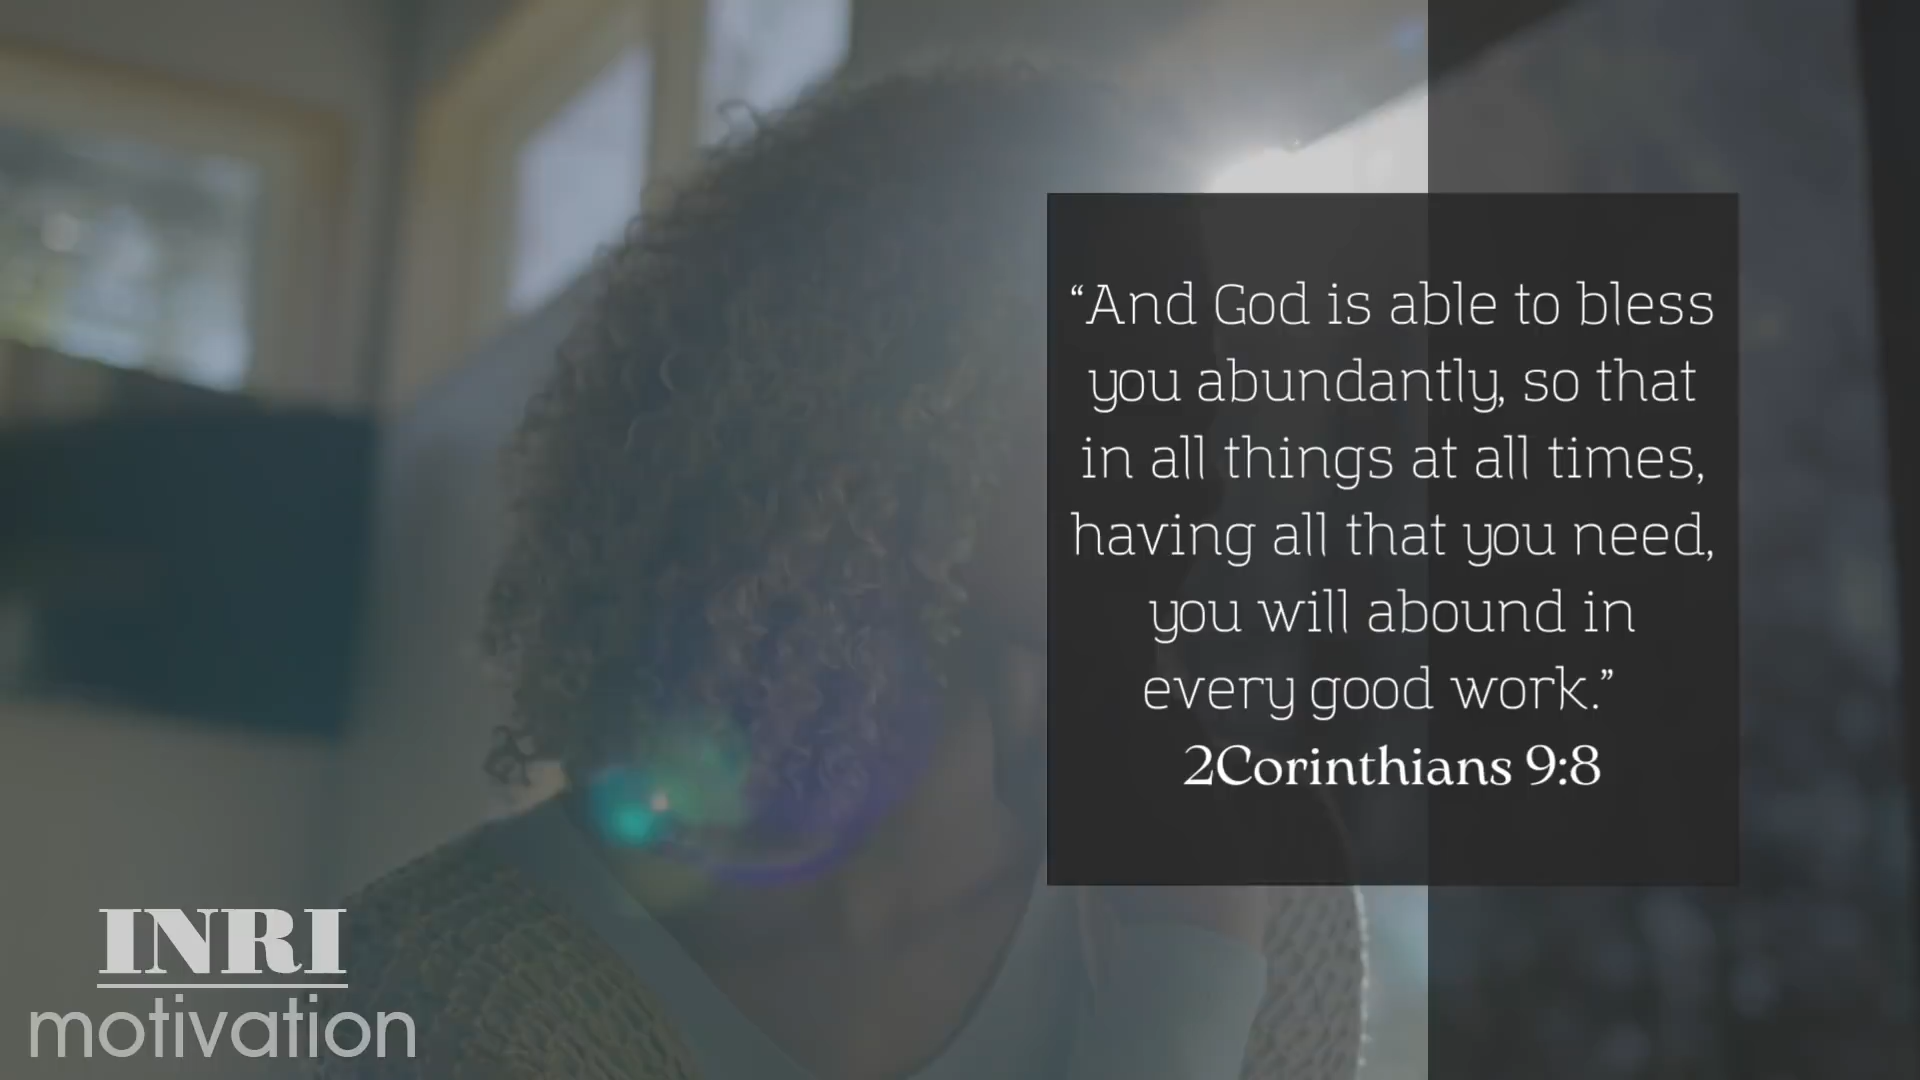 “And God is able to bless
you abundantly, so that
in all things at all times,
having all that you need,
you will abound in
every good work.”
2Corinthians 9:8
INRI
motivation